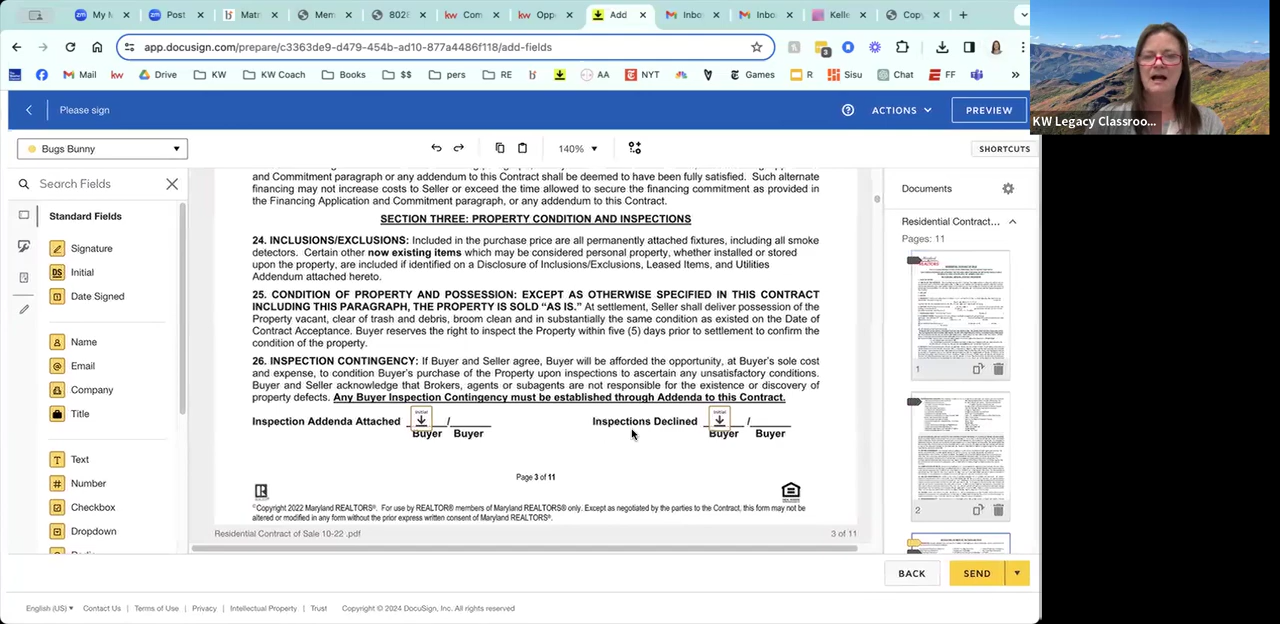 My M
Post
Matr
Mem
802E
kw Com
kw Opp
Add
Inbo
Inbo
Kelle
Cop
app.docusign.com/prepare/c3363de9-d479-454b-ad10-877a4486f118/add-fields
3
Mail
kw
Drive
KW
KW Coach
Books
$$
pers
RE
AA
NYT
Games
R
Sisu
Chat
FF
»
KW Legacy Classroo...
Please sign
ACTIONS
PREVIEW
Bugs Bunny
140%
SHORTCUTS
Search Fields
Standard Fields
Signature
DS Initial
Date Signed
Name
Email
Company
Title
T Text
# Number
Checkbox
Dropdown
and Commitment paragraph or any addendum to this Contract shall be deemed to have been fully satisfied. Such alternate
financing may not increase costs to Seller or exceed the time allowed to secure the financing commitment as provided in
the Financing Application and Commitment paragraph, or any addendum to this Contract.
SECTION THREE: PROPERTY CONDITION AND INSPECTIONS
24. INCLUSIONS/EXCLUSIONS: Included in the purchase price are all permanently attached fixtures, including all smoke
detectors. Certain other now existing items which may be considered personal property, whether installed or stored
upon the property, are included if identified on a Disclosure of Inclusions/Exclusions, Leased Items, and Utilities
Addendum attached hereto.
25. CONDITION OF PROPERTY AND POSSESSION: EXCEPT AS OTHERWISE SPECIFIED IN THIS CONTRACT
INCLUDING THIS PARAGRAPH, THE PROPERTY IS SOLD “AS IS.” At settlement, Seller shall deliver possession of the
Property vacant, clear of trash and debris, broom clean and in substantially the same condition as existed on the Date of
Contract Acceptance. Buyer reserves the right to inspect the Property within five (5) days prior to settlement to confirm the
condition of the property.
26. INSPECTION CONTINGENCY: If Buyer and Seller agree, Buyer will be afforded the opportunity, at Buyer's sole cost
and expense, to condition Buyer's purchase of the Property upon inspections to ascertain any unsatisfactory conditions.
Buyer and Seller acknowledge that Brokers, agents or subagents are not responsible for the existence or discovery of
property defects. Any Buyer Inspection Contingency must be established through Addenda to this Contract.
Initial
Initial
Inspection Addenda Attached / Inspections Declined /
Buyer Buyer Buyer Buyer
Page 3 of 11
©Copyright 2022 Maryland REALTORS®. For use by REALTOR® members of Maryland REALTORS® only. Except as negotiated by the parties to the Contract, this form may not be
altered or modified in any form without the prior express written consent of Maryland REALTORS®.
Residential Contract of Sale 10-22 .pdf
3 of 11
Documents
Residential Contract...
Pages: 11
1
2
BACK
SEND
English (US) | Contact Us | Terms of Use | Privacy | Intellectual Property | Trust Copyright © 2024 DocuSign, Inc. All rights reserved